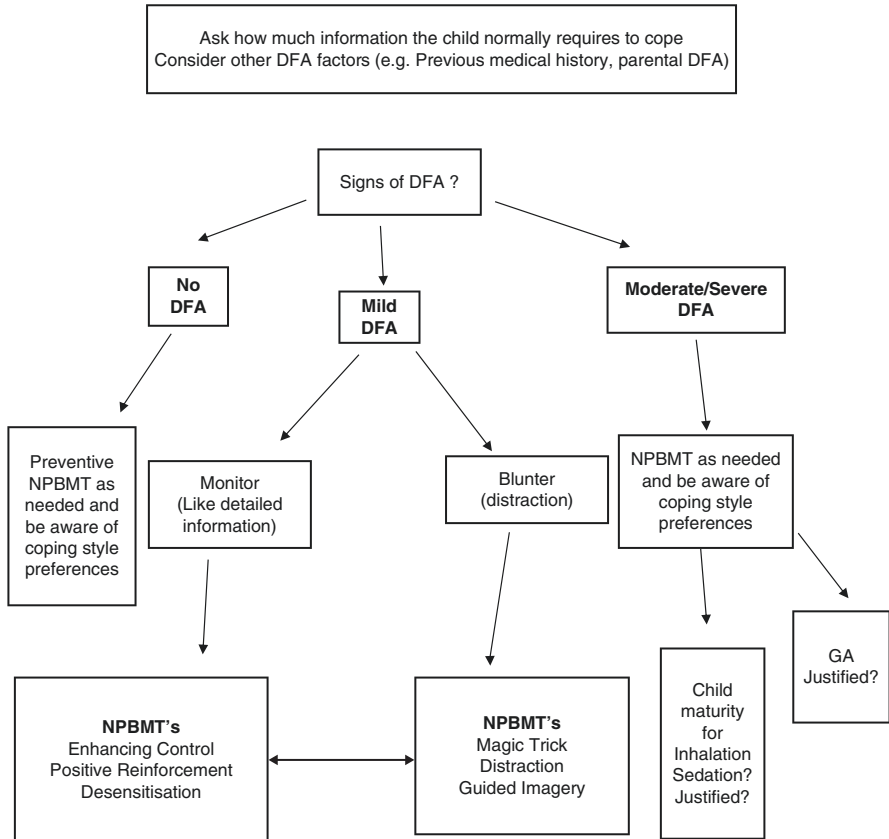 Ask how much information the child normally requires to cope
Consider other DFA factors (e.g. Previous medical history, parental DFA)
Signs of DFA ?
No
DFA
Mild
DFA
Moderate/Severe
DFA
Preventive
NPBMT as
needed and
be aware of
coping style
preferences
Monitor
(Like detailed
information)
Blunter
(distraction)
NPBMT as needed
and be aware of
coping style
preferences
NPBMT's
Enhancing Control
Positive Reinforcement
Desensitisation
NPBMT's
Magic Trick
Distraction
Guided Imagery
Child
maturity
for
Inhalation
Sedation?
Justified?
GA
Justified?